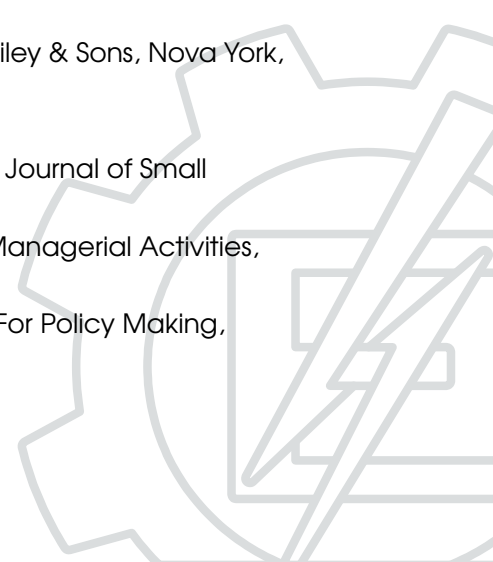 iley & Sons, Nova York,
Journal of Small
Managerial Activities,
For Policy Making,